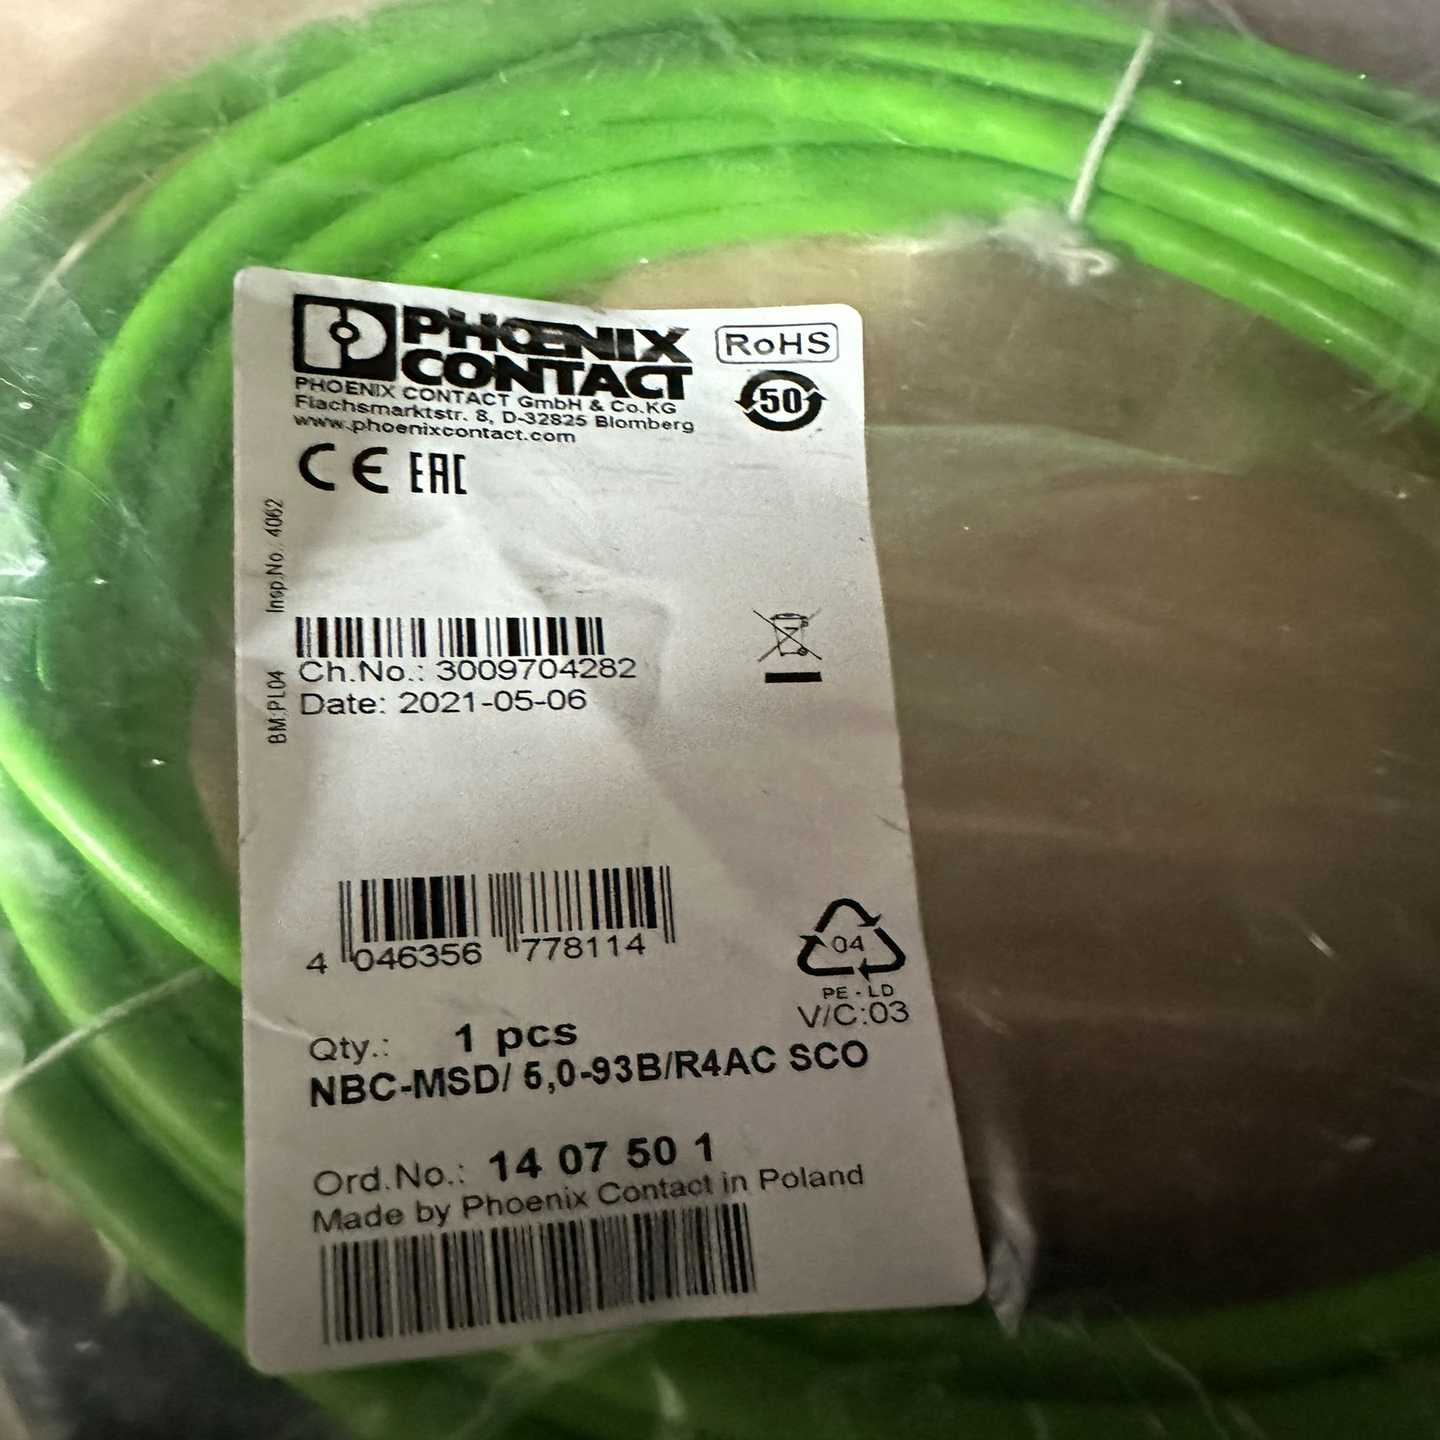 PHOENIX
CONTACT
RoHS
50
PHOENIX CONTACT GmbH & Co.KG
Flachsmarktstr. 8, D-32825 Blomberg
www.phoenixcontact.com
CE EAC
Insp.No. 4062
BM:PL04
Ch.No.: 3009704282
Date: 2021-05-06
4 046356 778114
04
PE-LD
V/C:03
Qty.: 1 pcs
NBC-MSD/ 5,0-93B/R4AC SCO
Ord.No.: 14 07 50 1
Made by Phoenix Contact in Poland